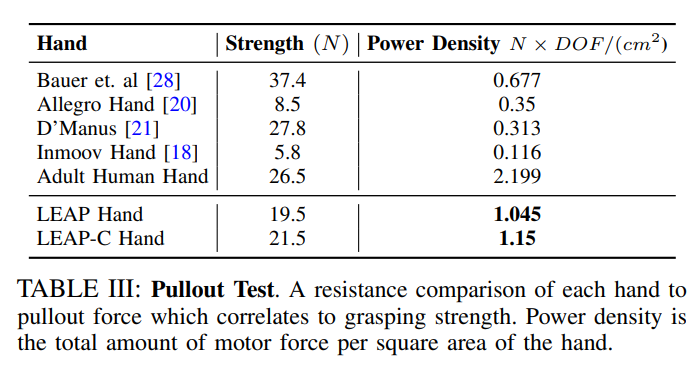 Hand | Strength (N) | Power Density N × DOF/(cm²)
Bauer et. al [28] 37.4 0.677
Allegro Hand [20] 8.5 0.35
D'Manus [21] 27.8 0.313
Inmoov Hand [18] 5.8 0.116
Adult Human Hand 26.5 2.199
LEAP Hand 19.5 1.045
LEAP-C Hand 21.5 1.15
TABLE III: Pullout Test. A resistance comparison of each hand to
pullout force which correlates to grasping strength. Power density is
the total amount of motor force per square area of the hand.